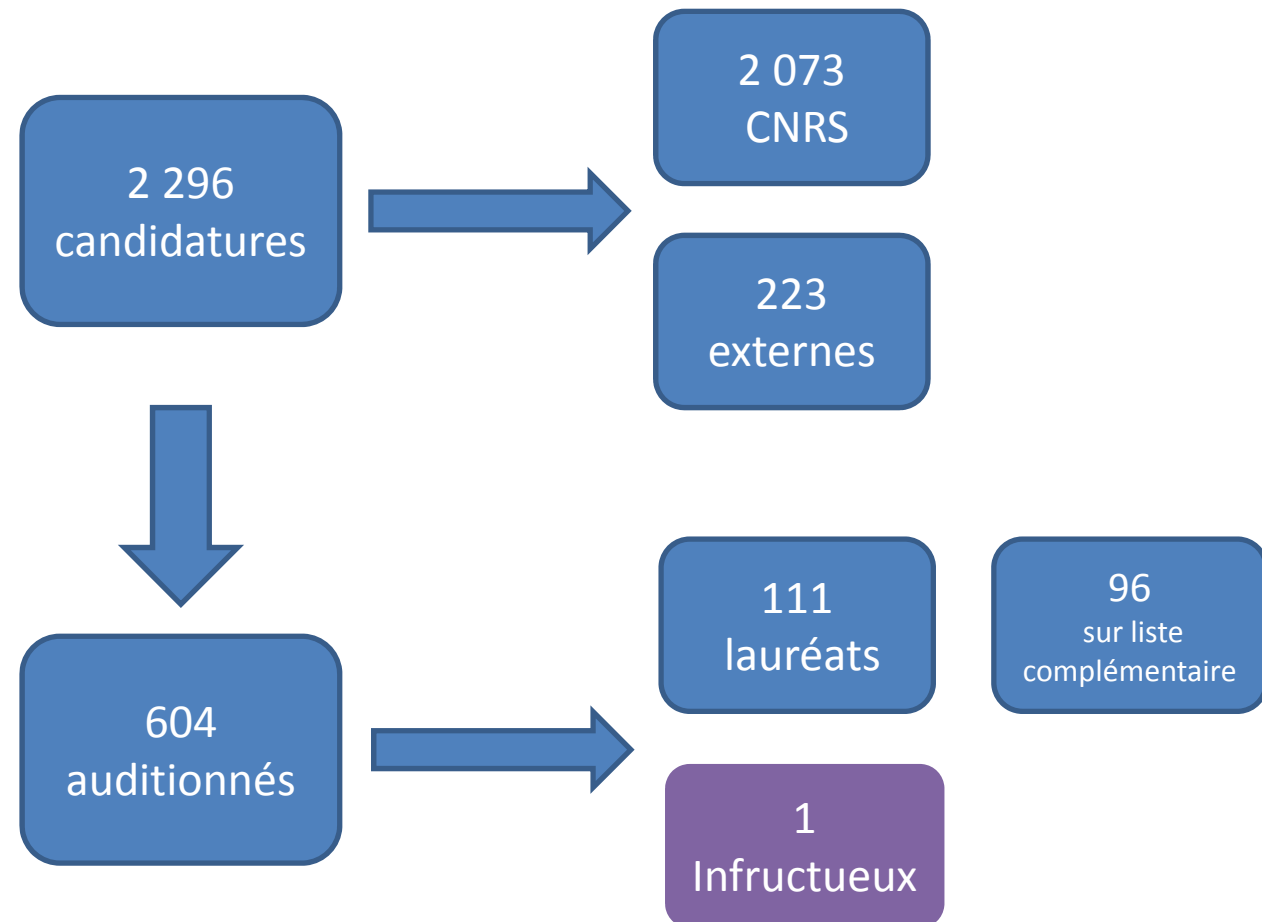 2 296
candidatures
2 073
CNRS
223
externes
604
auditionnés
111
lauréats
96
sur liste
complémentaire
1
Infructueux